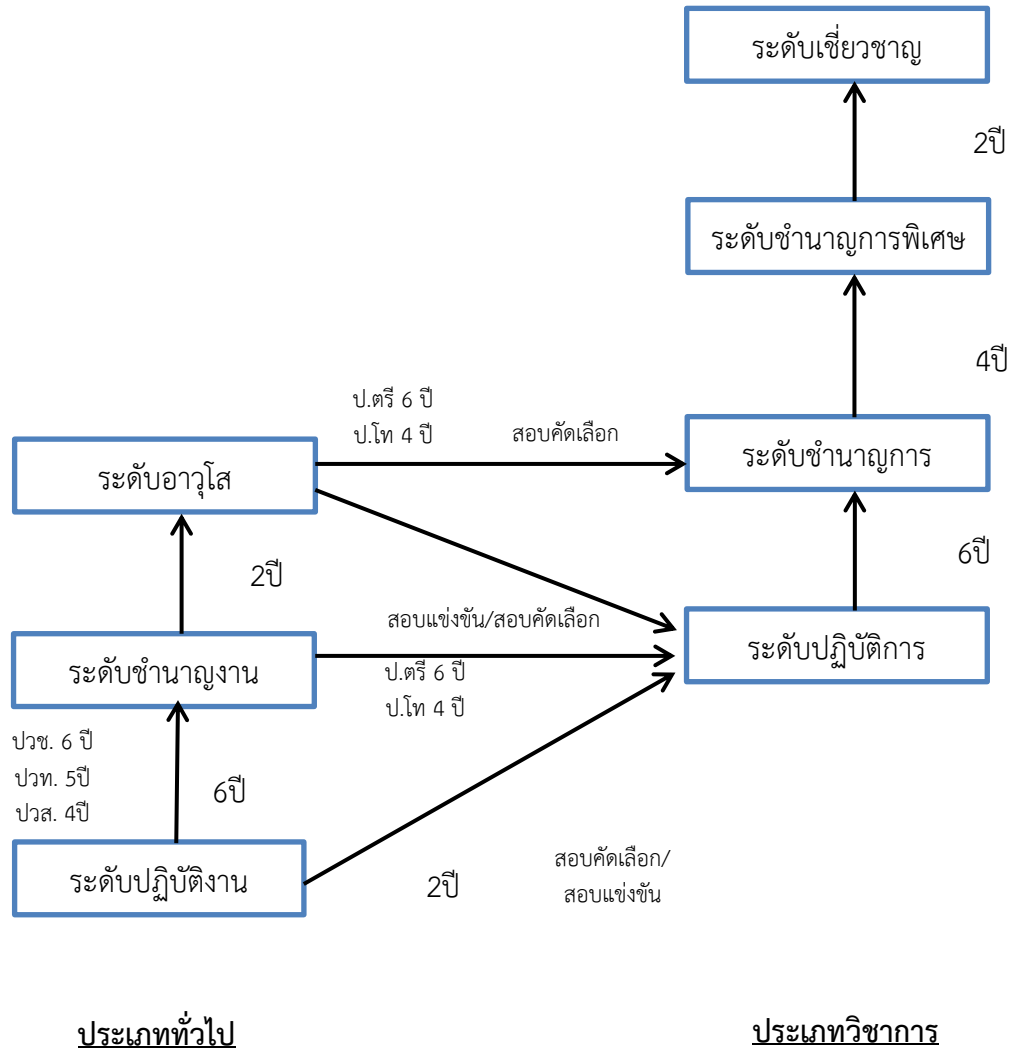 ระดับเชี่ยวชาญ
2ปี
ระดับชำนาญการพิเศษ
4ปี
ป.ตรี 6 ปี
ป.โท 4 ปี
สอบคัดเลือก
ระดับอาวุโส
ระดับชำนาญการ
2ปี
6ปี
สอบแข่งขัน/สอบคัดเลือก
ระดับชำนาญงาน
ระดับปฏิบัติการ
ป.ตรี 6 ปี
ป.โท 4 ปี
ปวช. 6 ปี
ปวท. 5ปี
ปวส. 4ปี
6ปี
ระดับปฏิบัติงาน
2ปี
สอบคัดเลือก/
สอบแข่งขัน
ประเภททั่วไป
ประเภทวิชาการ